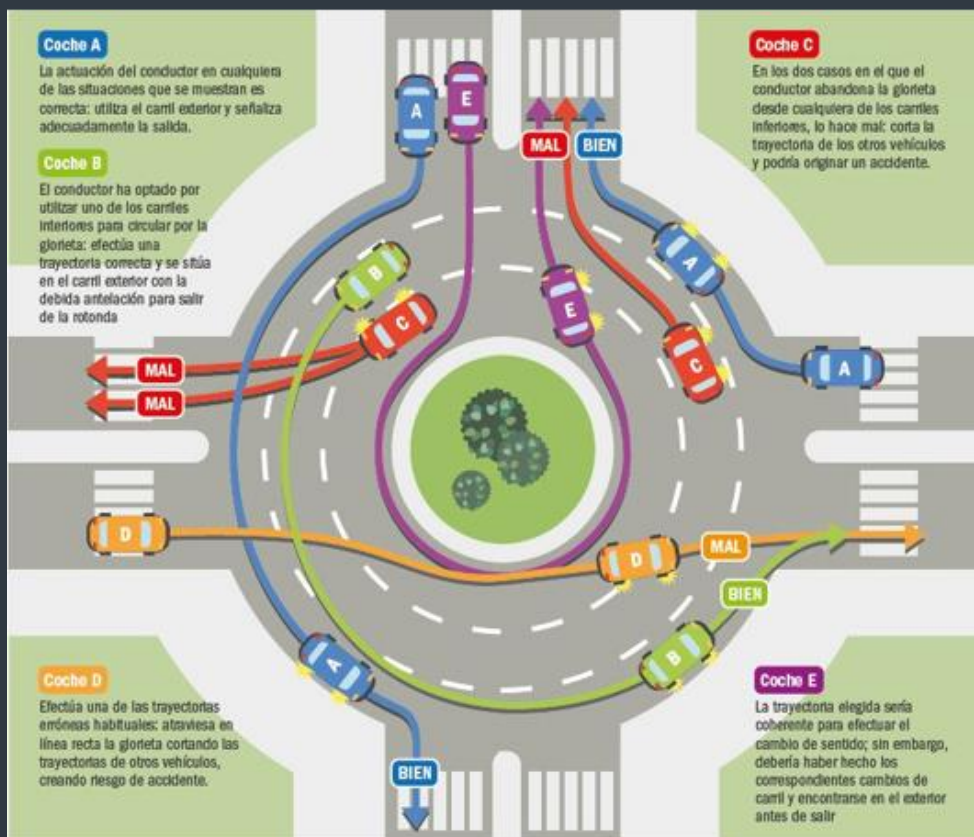 Coche A
La actuación del conductor en cualquiera
de las situaciones que se muestran es
correcta: utiliza el carril exterior y señaliza
adecuadamente la salida.
Coche B
El conductor ha optado por
utilizar uno de los carriles
interiores para circular por la
glorieta: efectúa una
trayectoria correcta y se sitúa
en el carril exterior con la
debida antelación para salir
de la rotonda
Coche C
En los dos casos en el que el
conductor abandona la glorieta
desde cualquiera de los carriles
inferiores, lo hace mal: corta la
trayectoria de los otros vehículos
y podría originar un accidente.
A
E
MAL
BIEN
A
B
E
C
C
A
MAL
MAL
D
D
MAL
BIEN
A
B
BIEN
Coche D
Efectúa una de las trayectorias
erróneas habituales: atraviesa en
línea recta la glorieta cortando las
trayectorias de otros vehículos,
creando riesgo de accidente.
Coche E
La trayectoria elegida sería
coherente para efectuar el
cambio de sentido; sin embargo,
debería haber hecho los
correspondientes cambios de
carril y encontrarse en el exterior
antes de salir